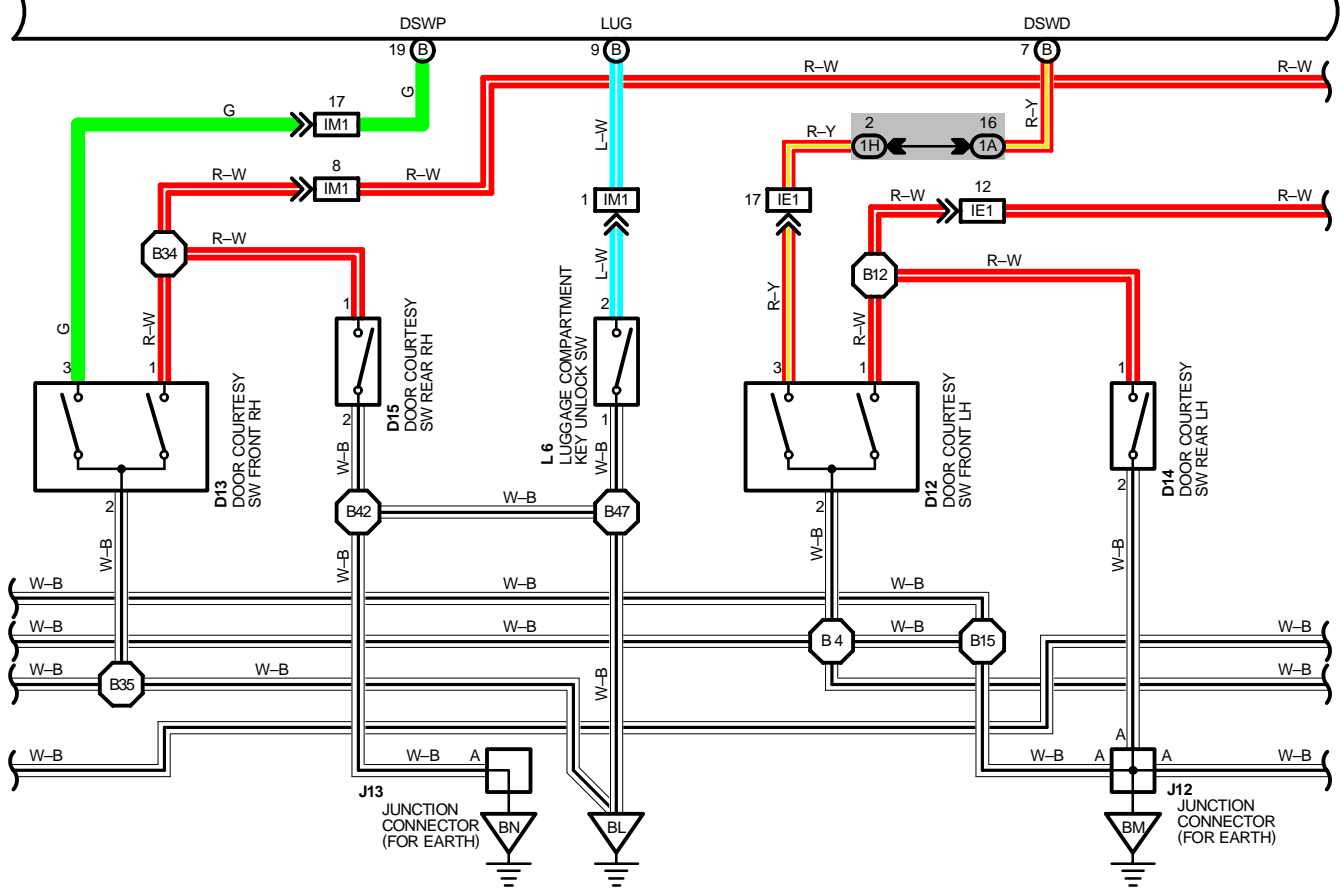 DSWP
LUG
DSWD
19 B
9 B
7 B
R–W
R–W
G
17
IM1
G
L–W
R–Y
2
1H
16
1A
R–Y
R–W
8
IM1
R–W
1 IM1
17 IE1
R–W
12
IE1
R–W
B34
R–W
L–W
B12
R–W
G
R–W
1
2
R–Y
R–W
3
1
3
1
1
D13
DOOR COURTESY
SW FRONT RH
D15
DOOR COURTESY
SW REAR RH
L 6
LUGGAGE COMPARTMENT
KEY UNLOCK SW
D12
DOOR COURTESY
SW FRONT LH
D14
DOOR COURTESY
SW REAR LH
2
1
W–B
W–B
2
2
2
B42
W–B
B47
W–B
W–B
W–B
W–B
W–B
W–B
W–B
W–B
W–B
B 4
W–B
B15
W–B
W–B
B35
W–B
W–B
W–B
W–B
W–B
A
W–B
A
A
A
W–B
J13
JUNCTION
CONNECTOR
(FOR EARTH)
BN
BL
BM
J12
JUNCTION
CONNECTOR
(FOR EARTH)